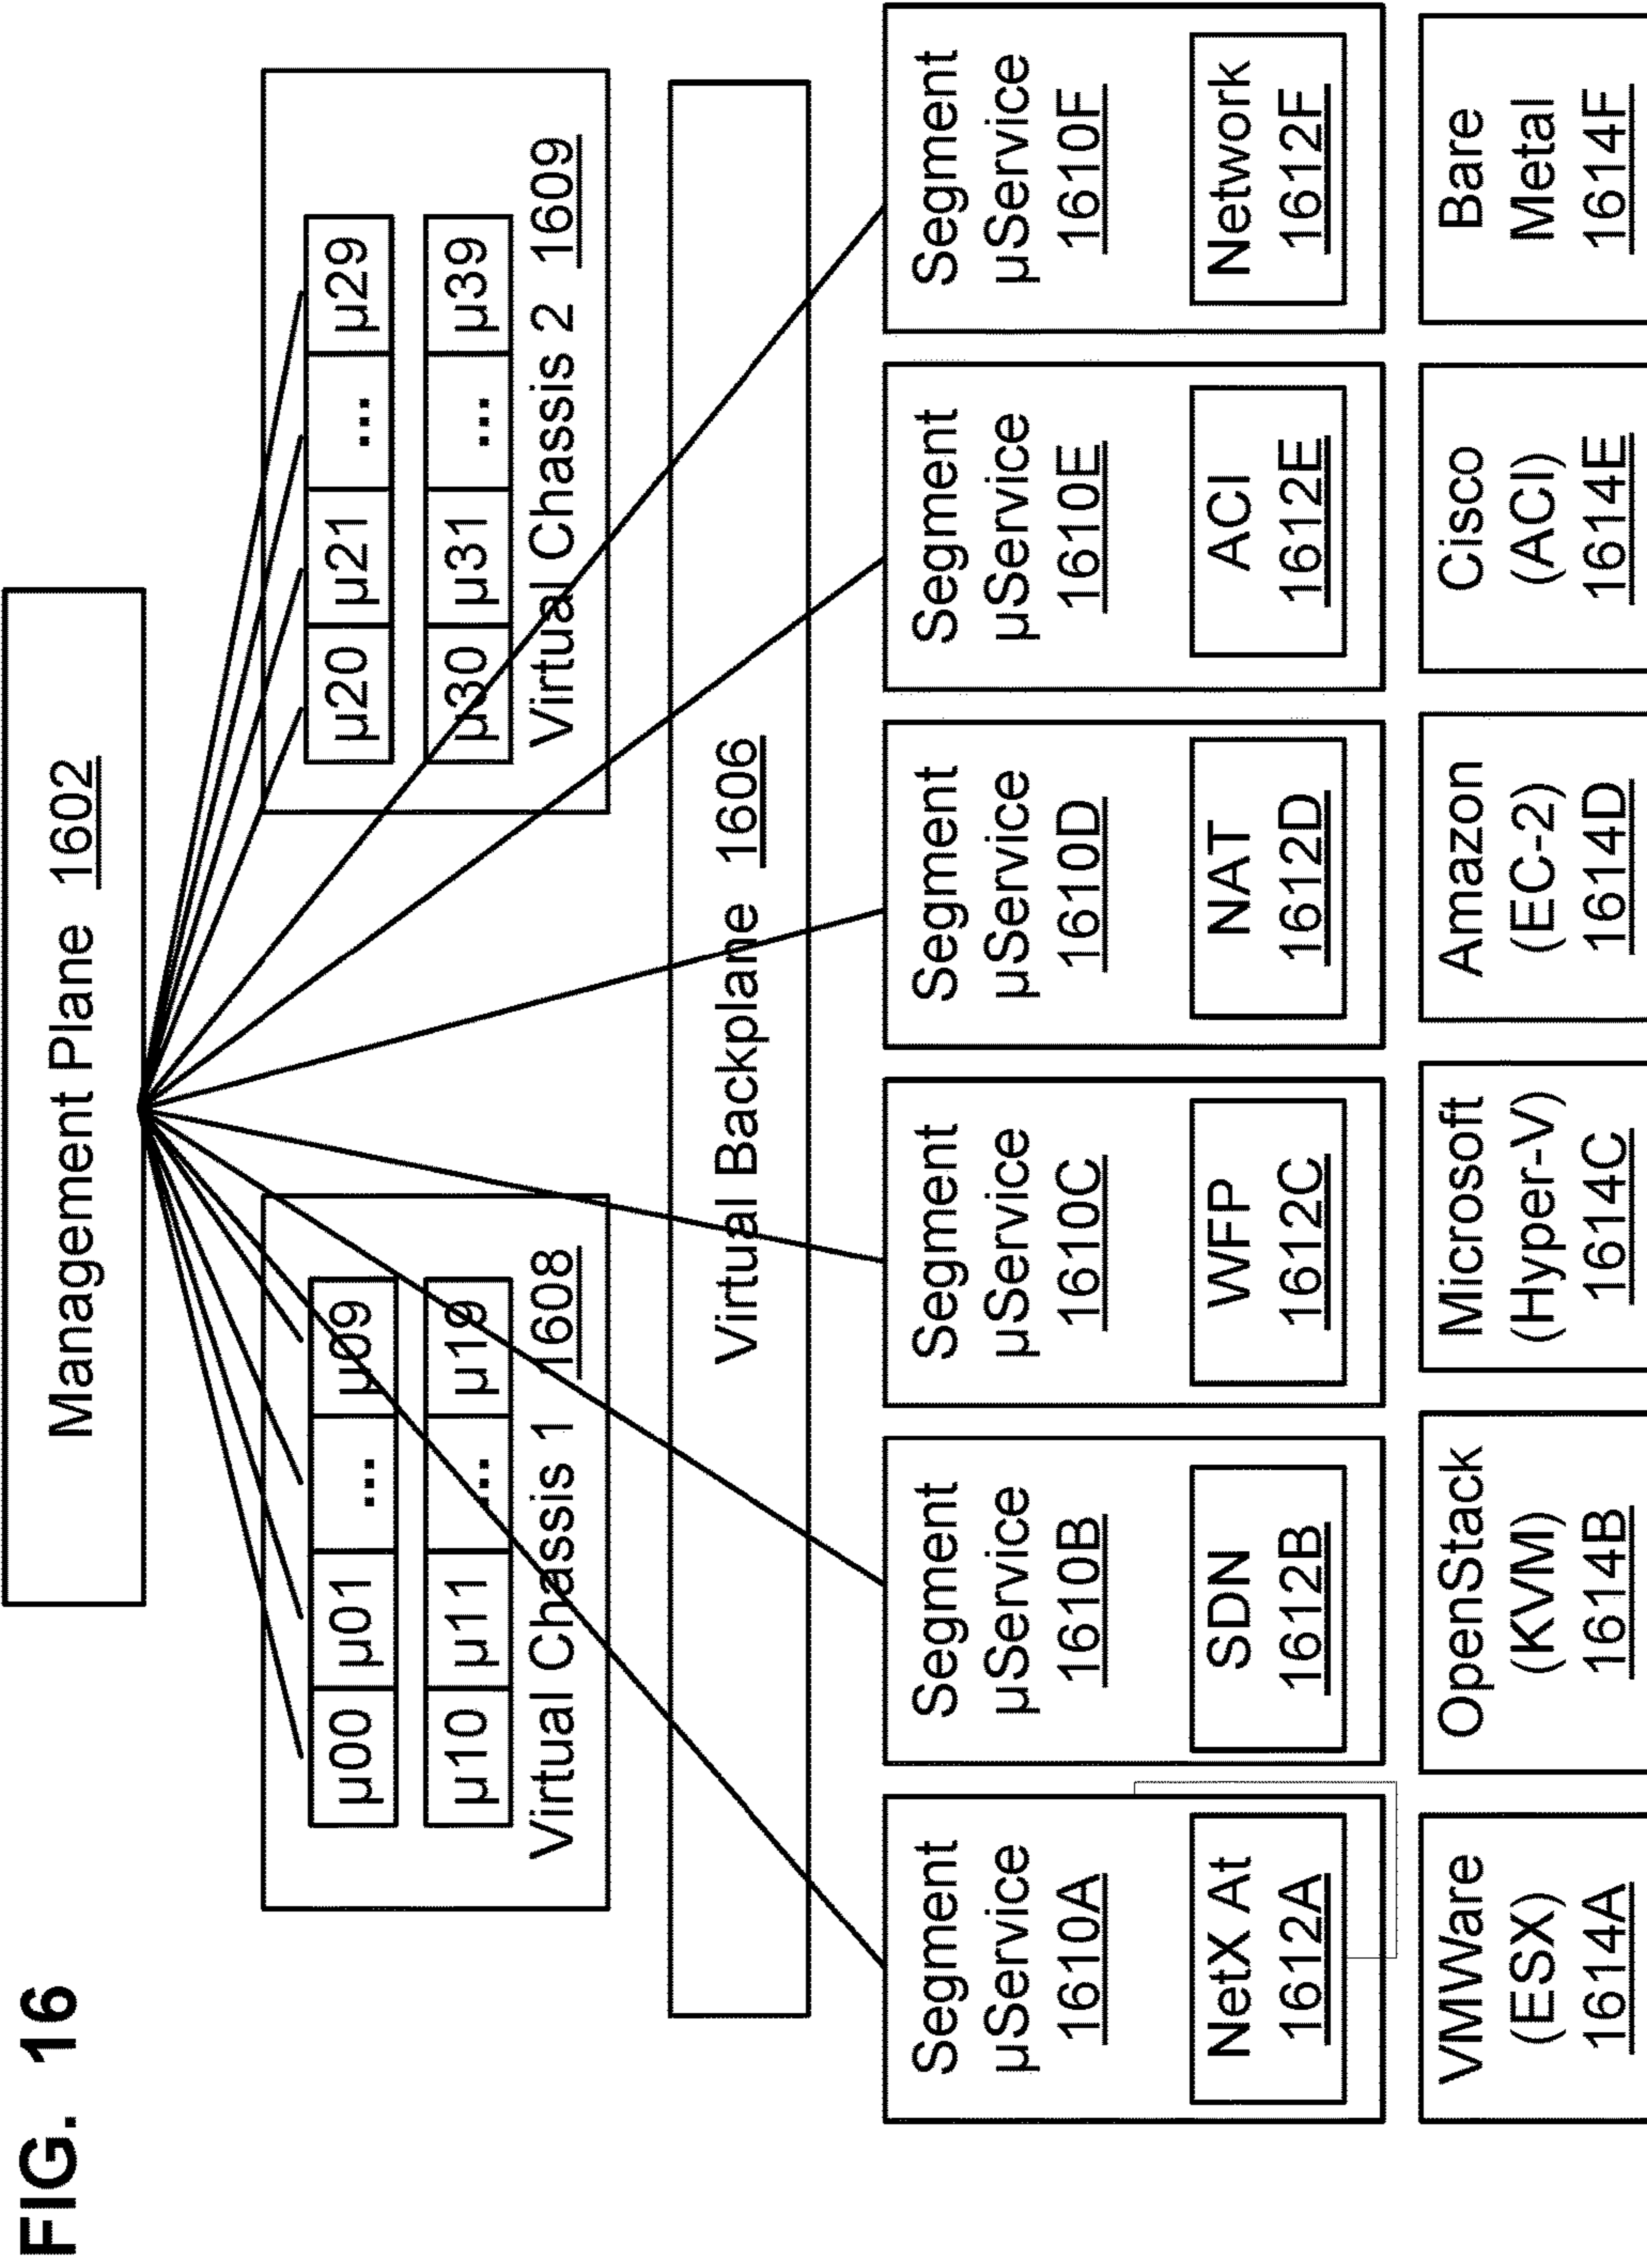 FIG. 16
Management Plane 1602
µ00 µ01 ... µ09
µ10 µ11 ... µ19
Virtual Chassis 1 1608
µ20 µ21 ... µ29
µ30 µ31 ... µ39
Virtual Chassis 2 1609
Virtual Backplane 1606
Segment
µService
1610A
NetX At
1612A
Segment
µService
1610B
SDN
1612B
Segment
µService
1610C
WFP
1612C
Segment
µService
1610D
NAT
1612D
Segment
µService
1610E
ACI
1612E
Segment
µService
1610F
Network
1612F
VMWare
(ESX)
1614A
OpenStack
(KVM)
1614B
Microsoft
(Hyper-V)
1614C
Amazon
(EC-2)
1614D
Cisco
(ACI)
1614E
Bare
Metal
1614F